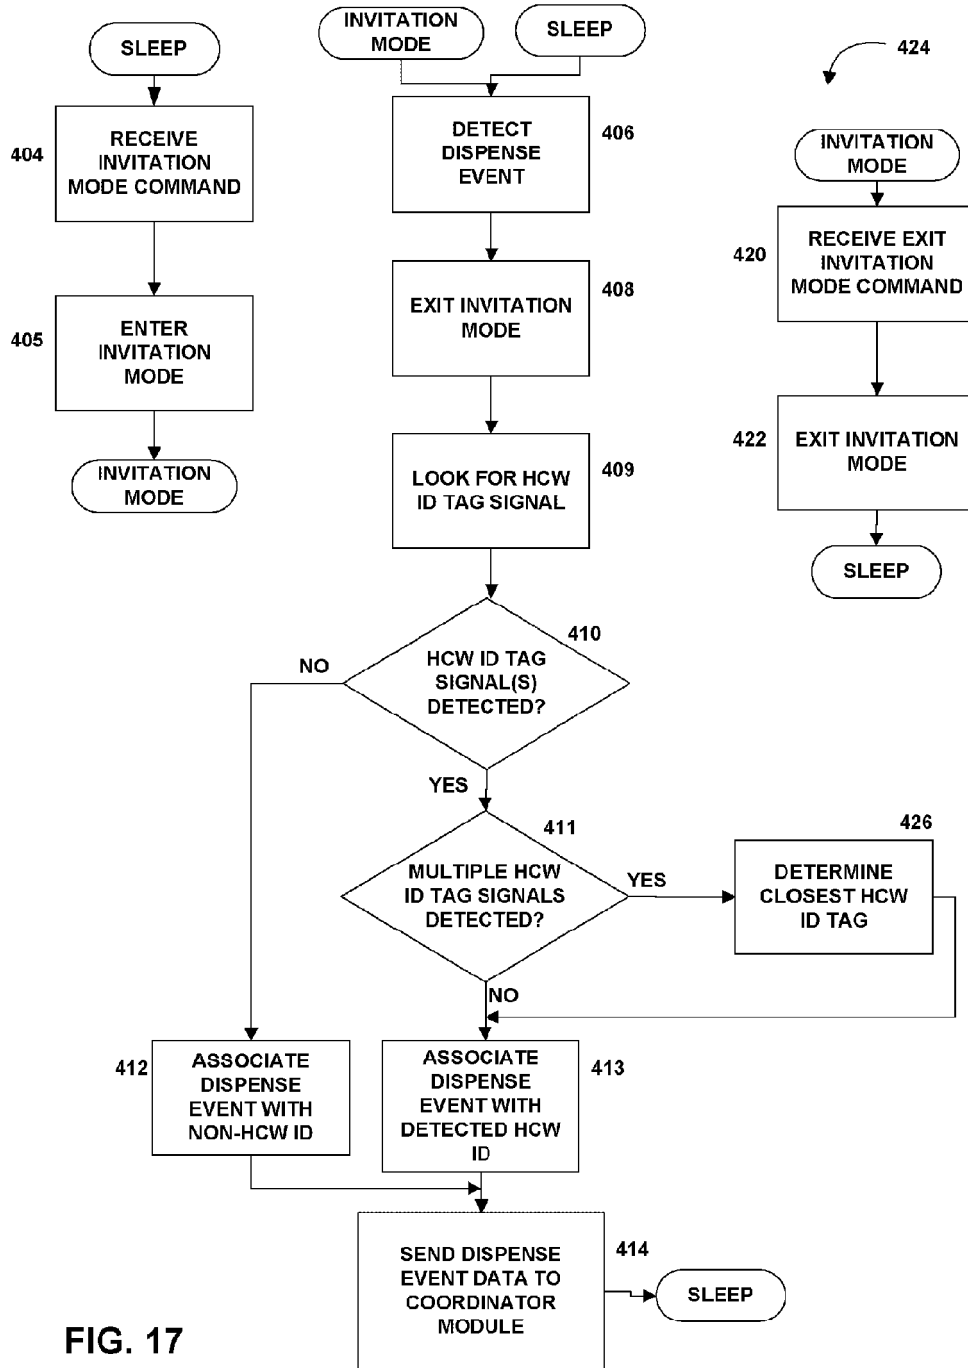 SLEEP
404
RECEIVE
INVITATION
MODE COMMAND
405
ENTER
INVITATION
MODE
INVITATION
MODE
INVITATION
MODE
SLEEP
DETECT
DISPENSE
EVENT
406
EXIT INVITATION
MODE
408
LOOK FOR HCW
ID TAG SIGNAL
409
424
INVITATION
MODE
420
RECEIVE EXIT
INVITATION
MODE COMMAND
422
EXIT INVITATION
MODE
SLEEP
410
NO
HCW ID TAG
SIGNAL(S)
DETECTED?
YES
411
MULTIPLE HCW
ID TAG SIGNALS
DETECTED?
YES
426
DETERMINE
CLOSEST HCW
ID TAG
NO
412
ASSOCIATE
DISPENSE
EVENT WITH
NON-HCW ID
ASSOCIATE
DISPENSE
EVENT WITH
DETECTED HCW
ID
413
SEND DISPENSE
EVENT DATA TO
COORDINATOR
MODULE
414
SLEEP
FIG. 17